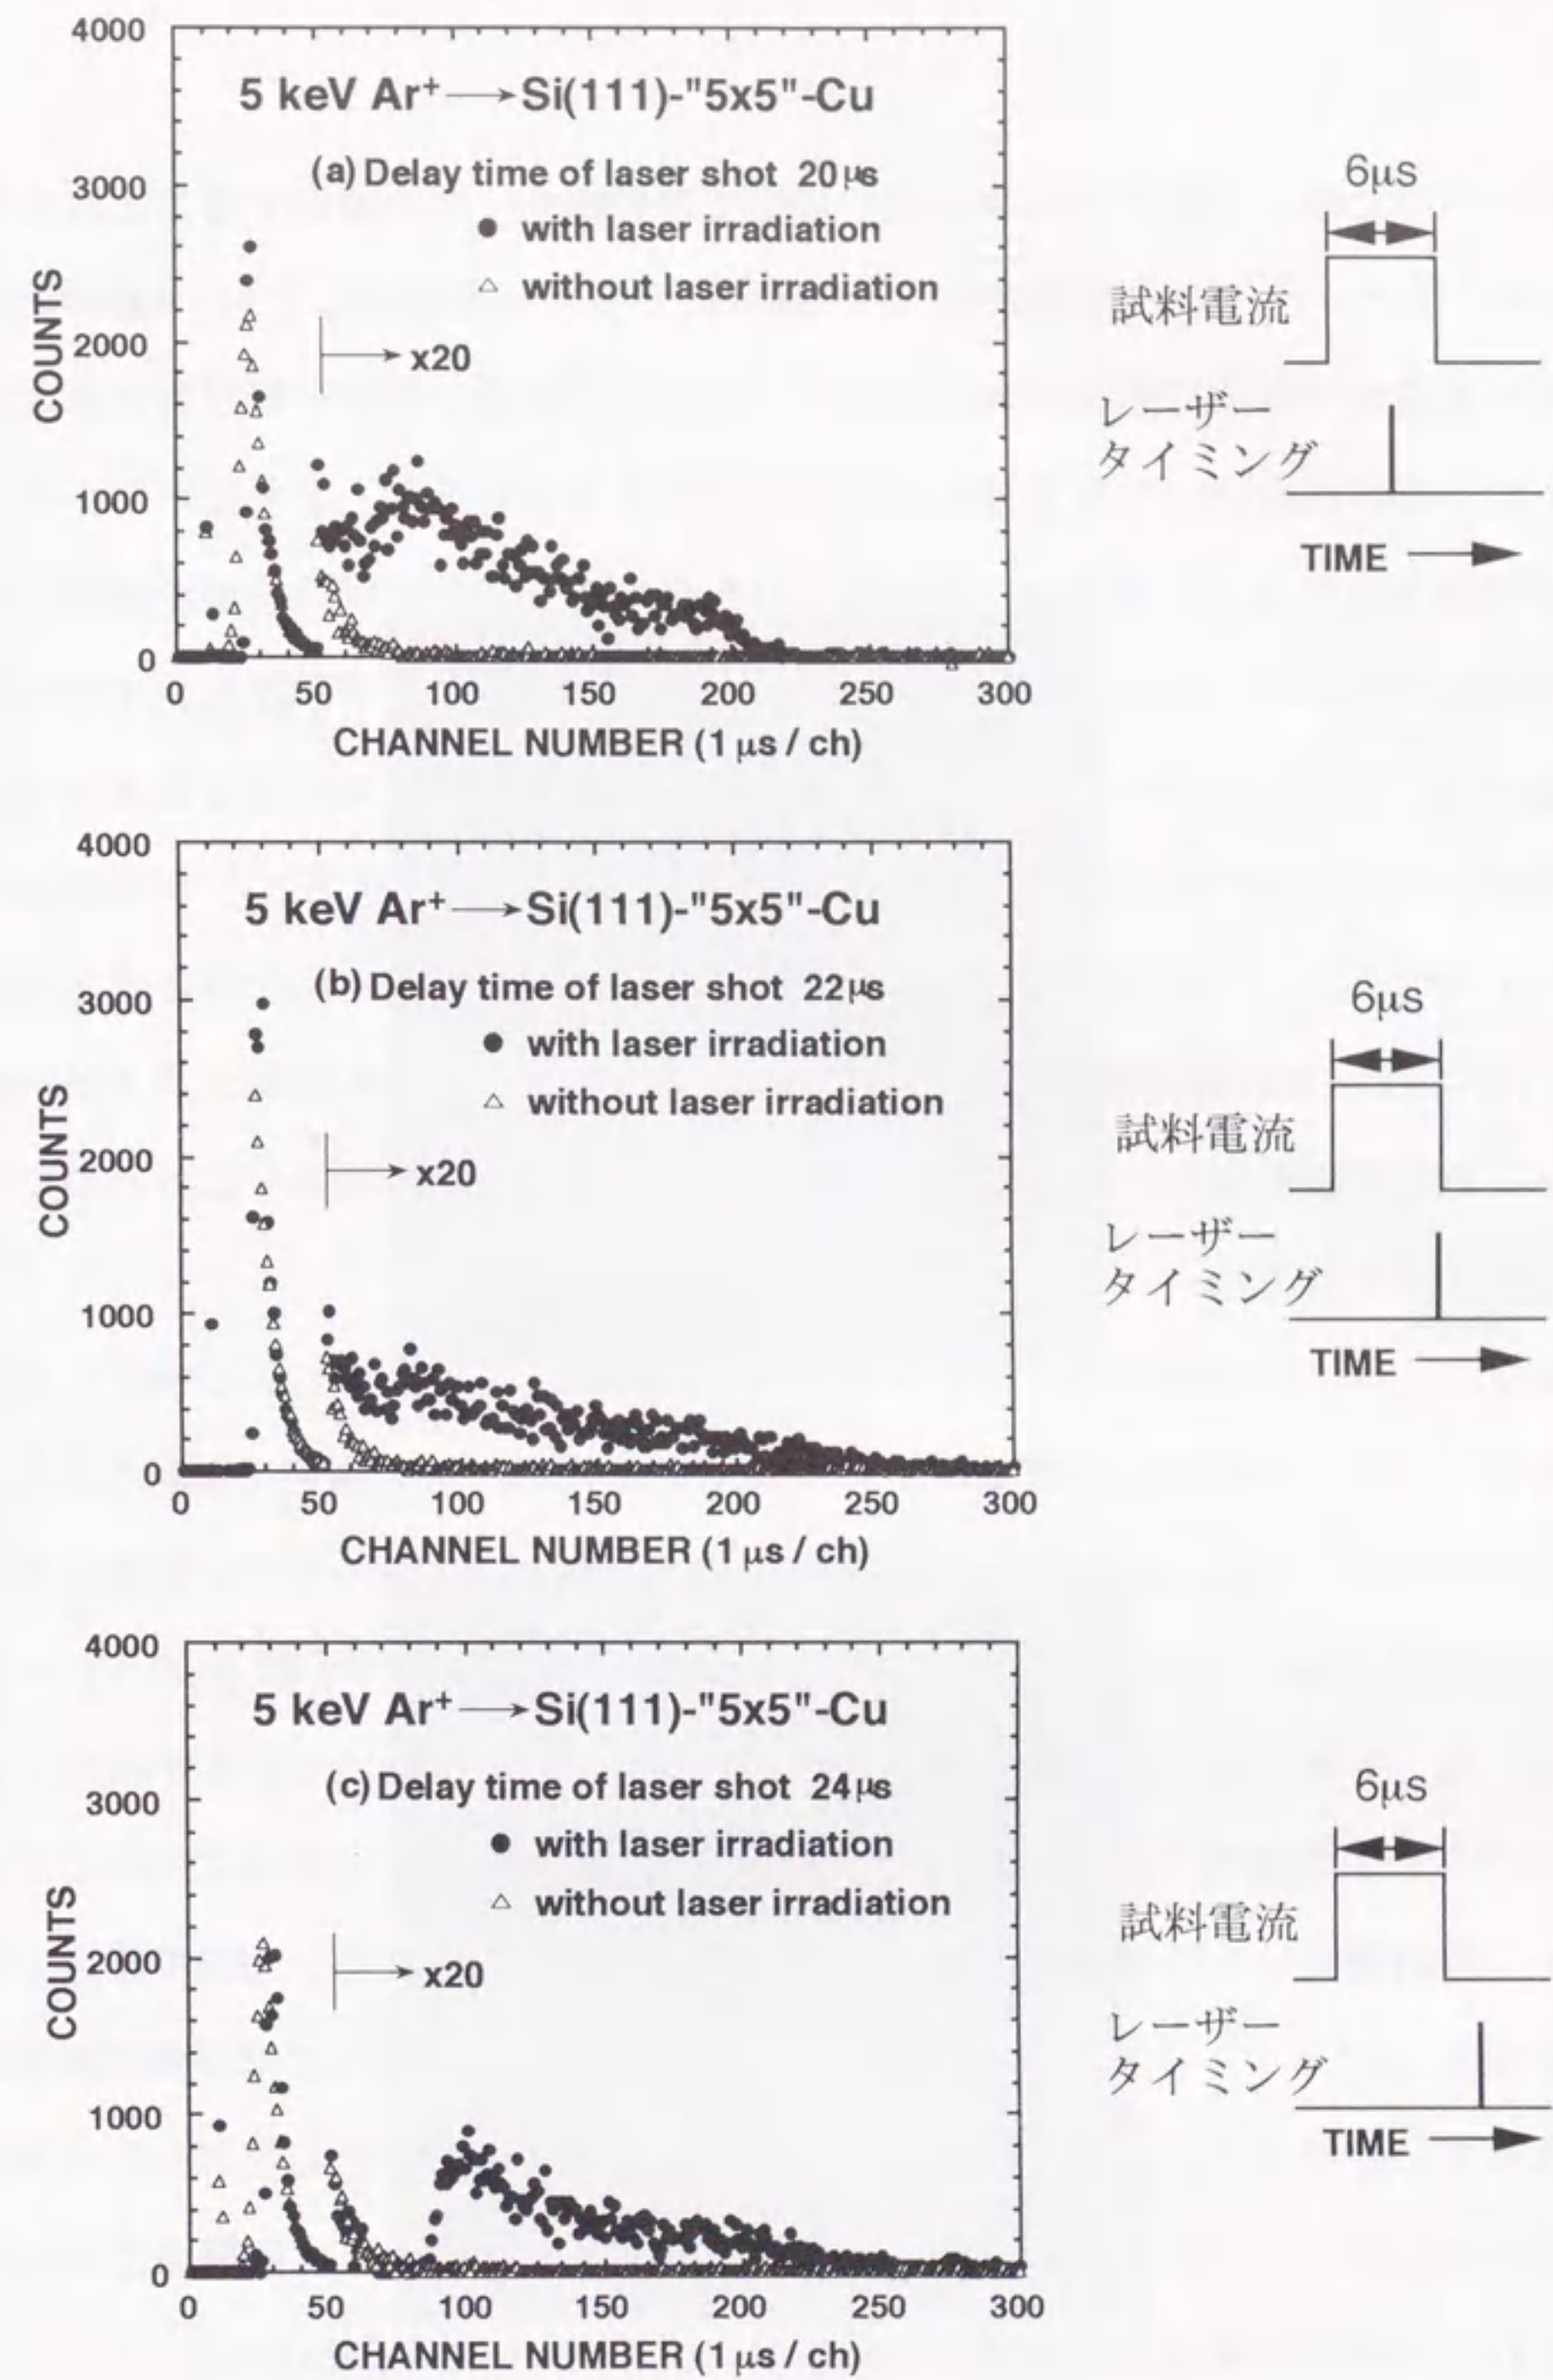 4000
3000
2000
1000
0
COUNTS
5 keV Ar⁺ → Si(111)-"5x5"-Cu
(a) Delay time of laser shot 20 μs
● with laser irradiation
△ without laser irradiation
x20
0 50 100 150 200 250 300
CHANNEL NUMBER (1 μs / ch)
6μs
試料電流
レーザー
タイミング
TIME
4000
3000
2000
1000
0
COUNTS
5 keV Ar⁺ → Si(111)-"5x5"-Cu
(b) Delay time of laser shot 22 μs
● with laser irradiation
△ without laser irradiation
x20
0 50 100 150 200 250 300
CHANNEL NUMBER (1 μs / ch)
6μs
試料電流
レーザー
タイミング
TIME
4000
3000
2000
1000
0
COUNTS
5 keV Ar⁺ → Si(111)-"5x5"-Cu
(c) Delay time of laser shot 24 μs
● with laser irradiation
△ without laser irradiation
x20
0 50 100 150 200 250 300
CHANNEL NUMBER (1 μs / ch)
6μs
試料電流
レーザー
タイミング
TIME